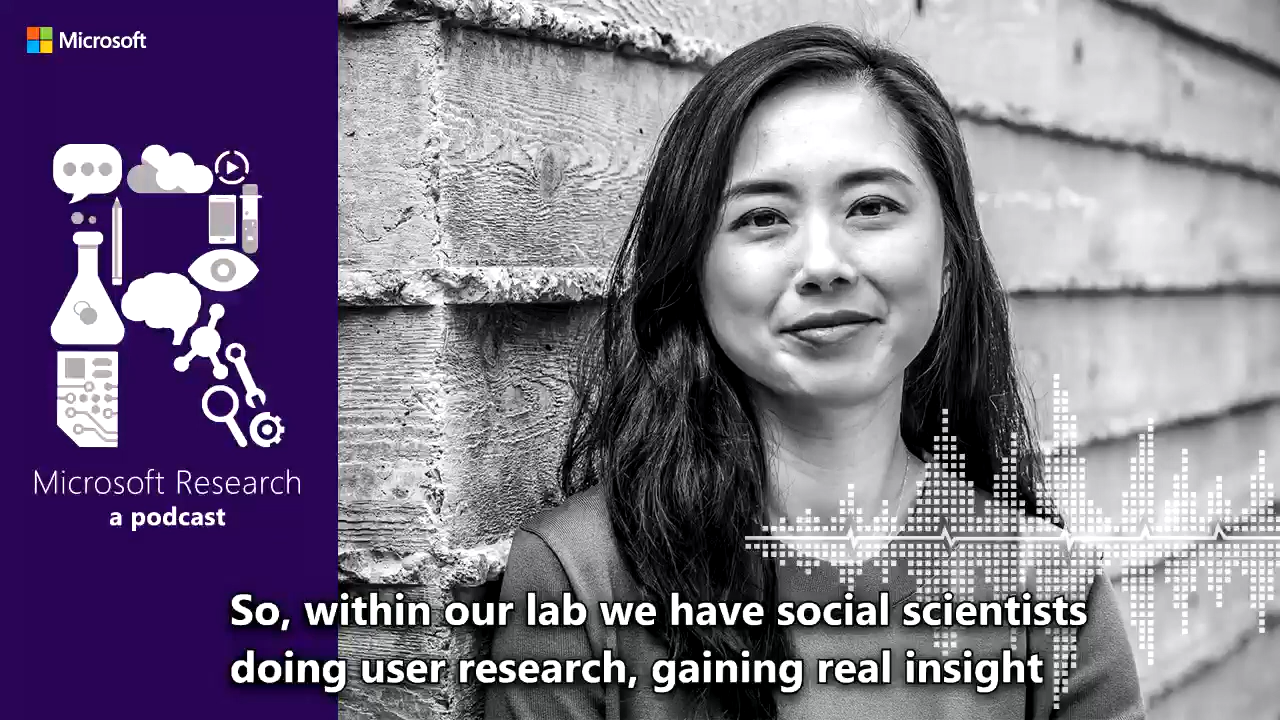 Microsoft
Microsoft Research
a podcast
So, within our lab we have social scientists
doing user research, gaining real insight